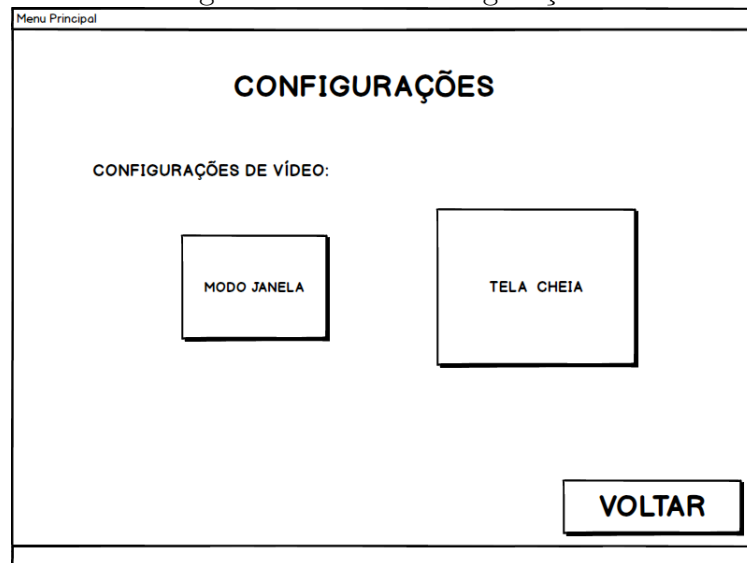 Menu Principal
CONFIGURAÇÕES
CONFIGURAÇÕES DE VÍDEO:
MODO JANELA
TELA CHEIA
VOLTAR